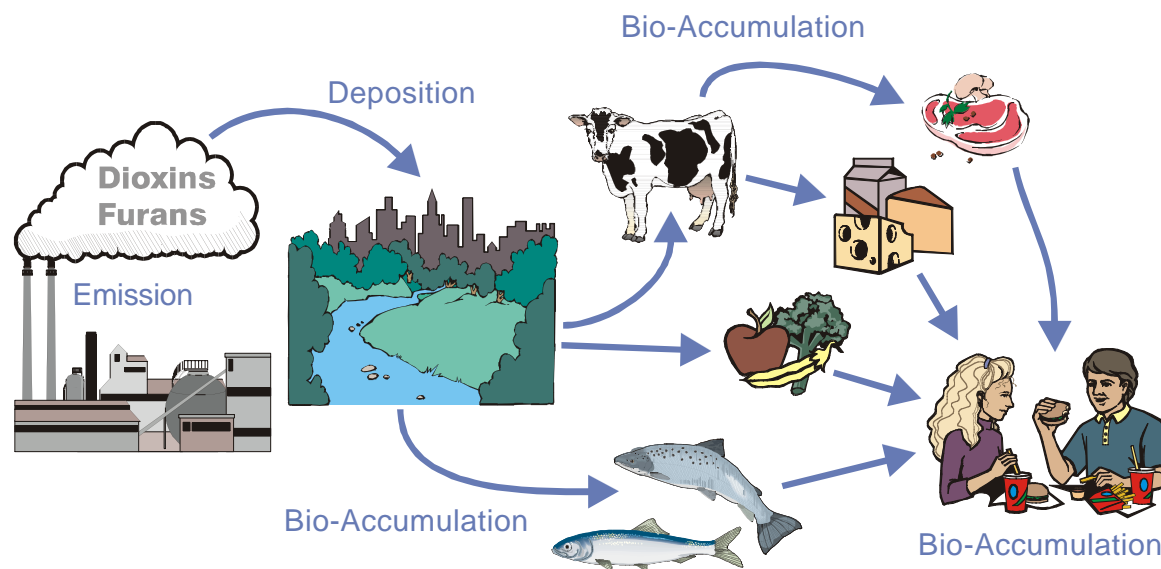 Bio-Accumulation
Deposition
Dioxins
Furans
Emission
Bio-Accumulation
Bio-Accumulation